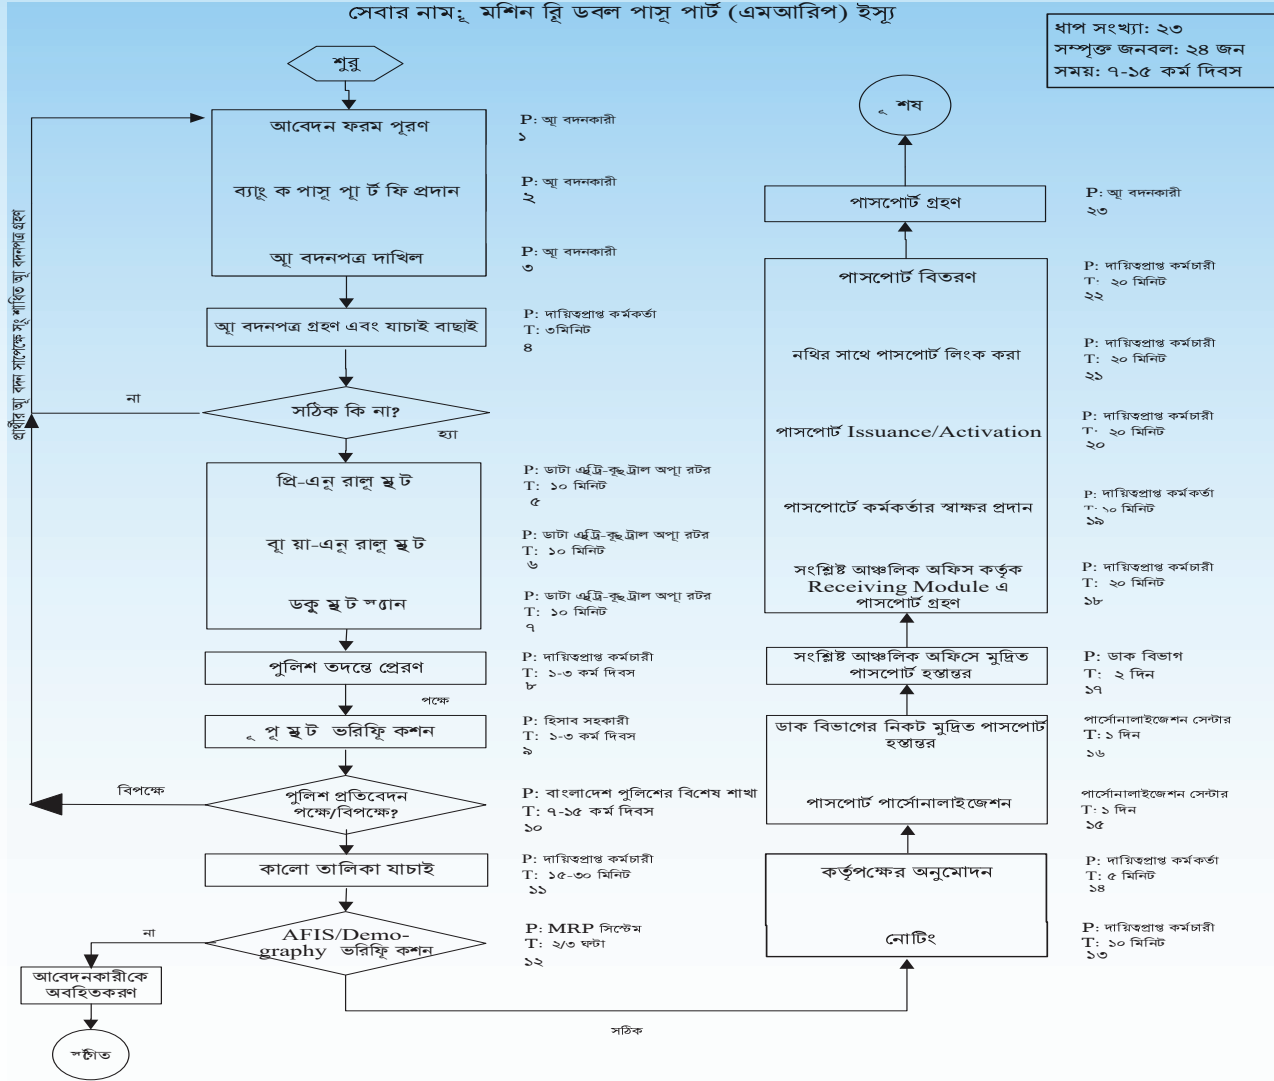 সেবার নাম: মেশিন রিডেবল পাসপোর্ট (এমআরপি) ইস্যু
ধাপ সংখ্যা: ২৩
সম্পৃক্ত জনবল: ২৪ জন
সময়: ৭-১৫ কর্ম দিবস
শুরু
আবেদন ফরম পূরণ
P: আবেদনকারী
১
ব্যাংকে পাসপোর্ট ফি প্রদান
P: আবেদনকারী
২
আবেদনপত্র দাখিল
P: আবেদনকারী
৩
আবেদনপত্র গ্রহণ এবং যাচাই বাছাই
P: দায়িত্বপ্রাপ্ত কর্মকর্তা
T: ৩মিনিট
৪
সঠিক কি না?
না
হ্যা
প্রার্থীর আবেদন সাপেক্ষে সংশোধিত আবেদনপত্র গ্রহণ
প্রি-এনরোলমেন্ট
P: ডাটা এন্ট্রি-কন্ট্রোল অপারেটর
T: ১০ মিনিট
৫
বায়ো-এনরোলমেন্ট
P: ডাটা এন্ট্রি-কন্ট্রোল অপারেটর
T: ১০ মিনিট
৬
ডকুমেন্ট স্ক্যান
P: ডাটা এন্ট্রি-কন্ট্রোল অপারেটর
T: ১০ মিনিট
৭
পুলিশ তদন্তে প্রেরণ
P: দায়িত্বপ্রাপ্ত কর্মচারী
T: ১-৩ কর্ম দিবস
৮
পক্ষে
পেমেন্ট ভেরিফিকেশন
P: হিসাব সহকারী
T: ১-৩ কর্ম দিবস
৯
বিপক্ষে
পুলিশ প্রতিবেদন
পক্ষে/বিপক্ষে?
P: বাংলাদেশ পুলিশের বিশেষ শাখা
T: ৭-১৫ কর্ম দিবস
১০
কালো তালিকা যাচাই
P: দায়িত্বপ্রাপ্ত কর্মচারী
T: ১৫-৩০ মিনিট
১১
AFIS/Demo-
graphy ভেরিফিকেশন
P: MRP সিস্টেম
T: ২/৩ ঘন্টা
১২
না
আবেদনকারীকে
অবহিতকরণ
স্থগিত
সঠিক
নোটিং
P: দায়িত্বপ্রাপ্ত কর্মচারী
T: ১০ মিনিট
১৩
কর্তৃপক্ষের অনুমোদন
P: দায়িত্বপ্রাপ্ত কর্মকর্তা
T: ৫ মিনিট
১৪
পাসপোর্ট পার্সোনালাইজেশন
পার্সোনালাইজেশন সেন্টার
T: ১ দিন
১৫
ডাক বিভাগের নিকট মুদ্রিত পাসপোর্ট
হস্তান্তর
পার্সোনালাইজেশন সেন্টার
T: ১ দিন
১৬
সংশ্লিষ্ট আঞ্চলিক অফিসে মুদ্রিত
পাসপোর্ট হস্তান্তর
P: ডাক বিভাগ
T: ২ দিন
১৭
সংশ্লিষ্ট আঞ্চলিক অফিস কর্তৃক
Receiving Module এ
পাসপোর্ট গ্রহণ
P: দায়িত্বপ্রাপ্ত কর্মচারী
T: ২০ মিনিট
১৮
পাসপোর্টে কর্মকর্তার স্বাক্ষর প্রদান
P: দায়িত্বপ্রাপ্ত কর্মকর্তা
T: ১০ মিনিট
১৯
পাসপোর্ট Issuance/Activation
P: দায়িত্বপ্রাপ্ত কর্মচারী
T: ২০ মিনিট
২০
নথির সাথে পাসপোর্ট লিংক করা
P: দায়িত্বপ্রাপ্ত কর্মচারী
T: ২০ মিনিট
২১
পাসপোর্ট বিতরণ
P: দায়িত্বপ্রাপ্ত কর্মচারী
T: ২০ মিনিট
২২
পাসপোর্ট গ্রহণ
P: আবেদনকারী
২৩
শেষ